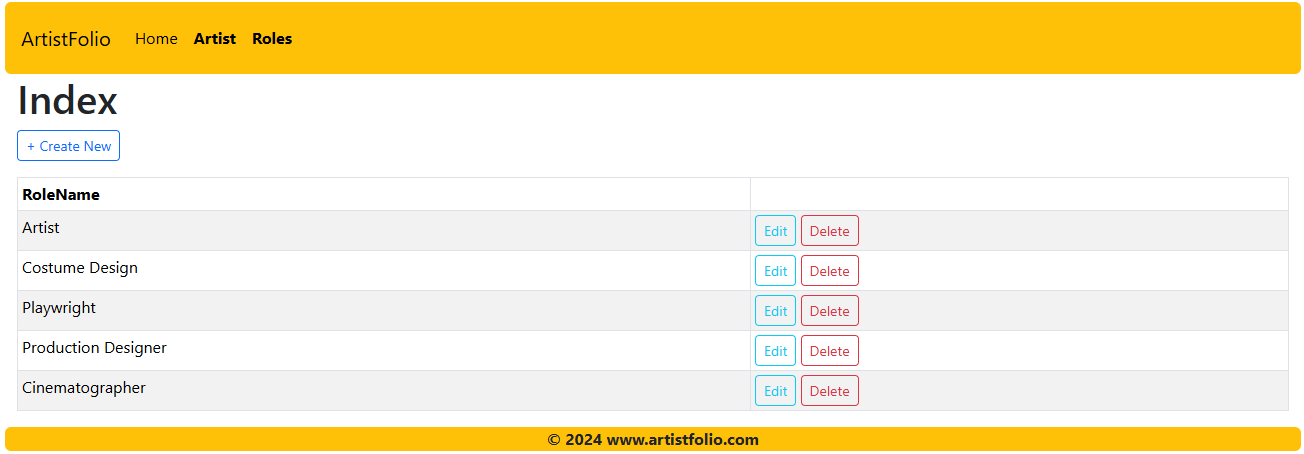 ArtistFolio Home Artist Roles
Index
+ Create New
RoleName
Artist Edit Delete
Costume Design Edit Delete
Playwright Edit Delete
Production Designer Edit Delete
Cinematographer Edit Delete
© 2024 www.artistfolio.com